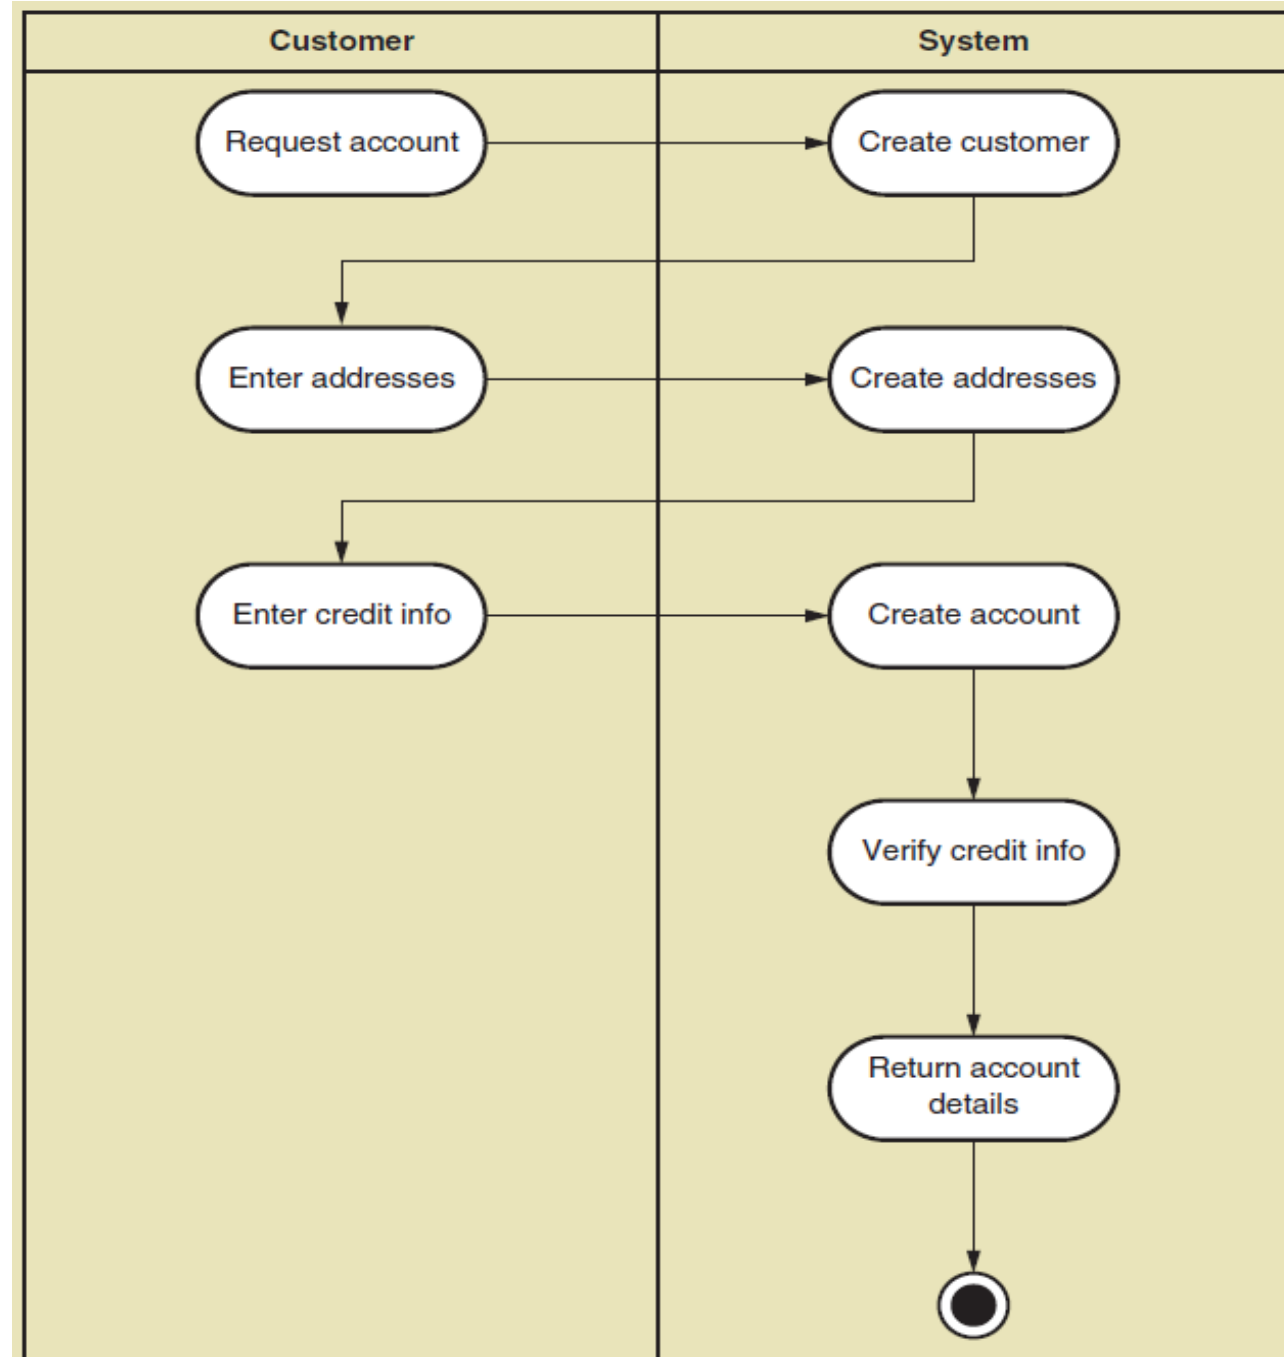 Customer
System
Request account
Create customer
Enter addresses
Create addresses
Enter credit info
Create account
Verify credit info
Return account
details